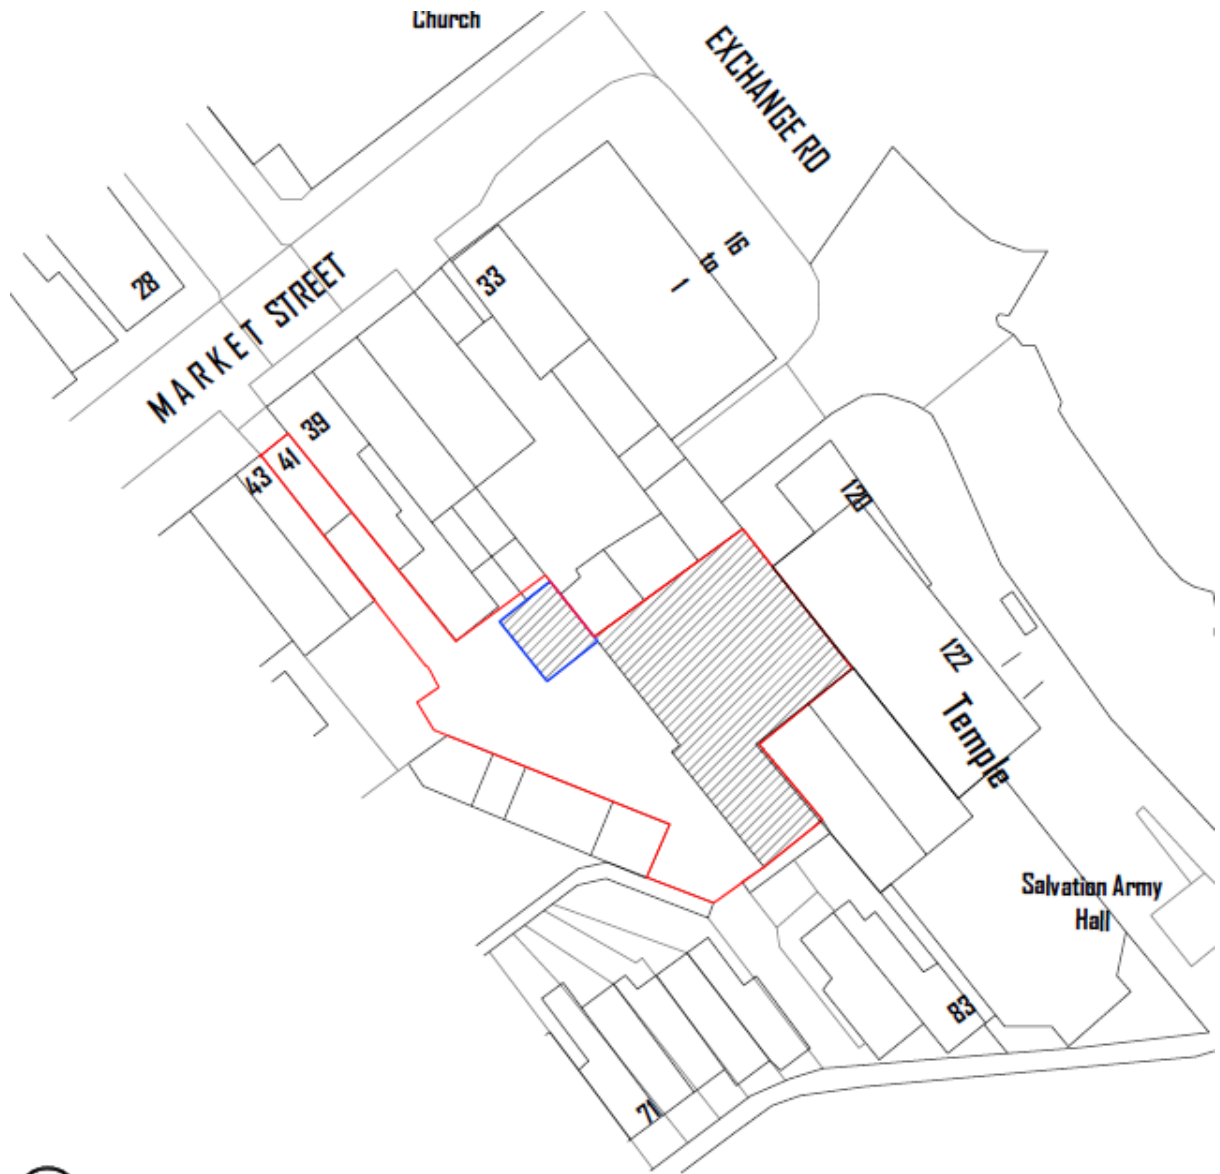 Church
EXCHANGE RD
16
to
1
28
33
MARKET STREET
39
41
43
120
122
Temple
Salvation Army
Hall
83
71